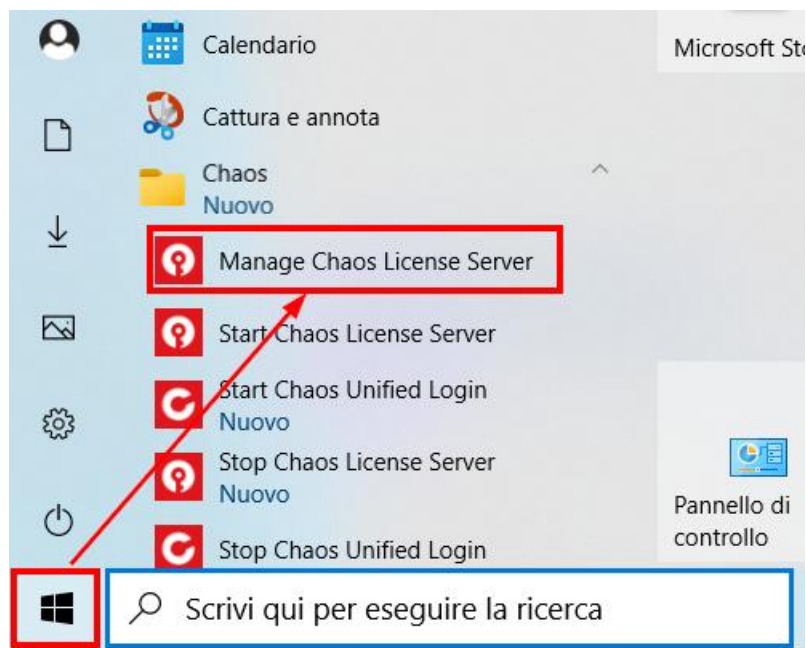 Calendario
Microsoft Sto
Cattura e annota
Chaos
Nuovo
Manage Chaos License Server
Start Chaos License Server
Start Chaos Unified Login
Nuovo
Stop Chaos License Server
Nuovo
Pannello di
controllo
Stop Chaos Unified Login
Scrivi qui per eseguire la ricerca